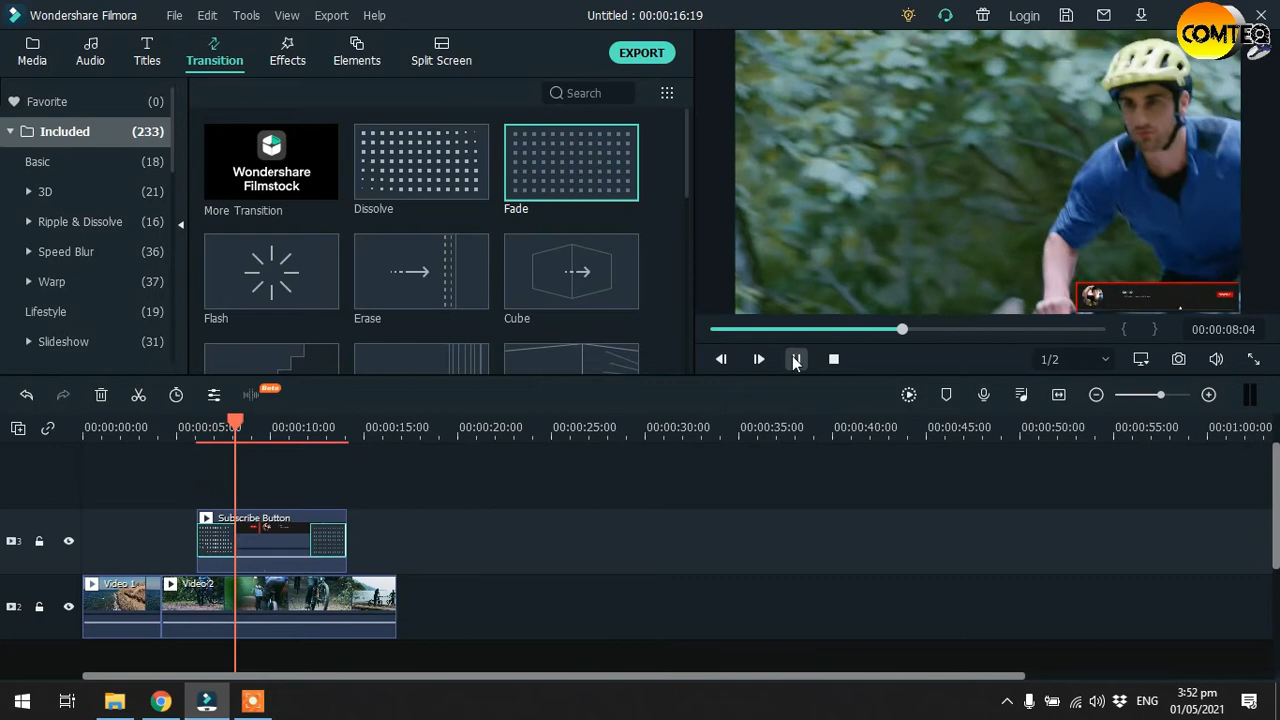 Wondershare Filmora File Edit Tools View Export Help Untitled : 00:00:16:19 Login
COMTEQ
Media Audio Titles Transition Effects Elements Split Screen EXPORT
Favorite (0)
Included (233)
Basic (18)
3D (21)
Ripple & Dissolve (16)
Speed Blur (36)
Warp (37)
Lifestyle (19)
Slideshow (31)
Search
Wondershare
Filmstock
More Transition Dissolve Fade
Flash Erase Cube
00:00:08:04
1/2
Beta
00:00:00:00 00:00:05:00 00:00:10:00 00:00:15:00 00:00:20:00 00:00:25:00 00:00:30:00 00:00:35:00 00:00:40:00 00:00:45:00 00:00:50:00 00:00:55:00 00:01:00:00
Subscribe Button
3
Video 1 Video 2
2
ENG
3:52 pm
01/05/2021